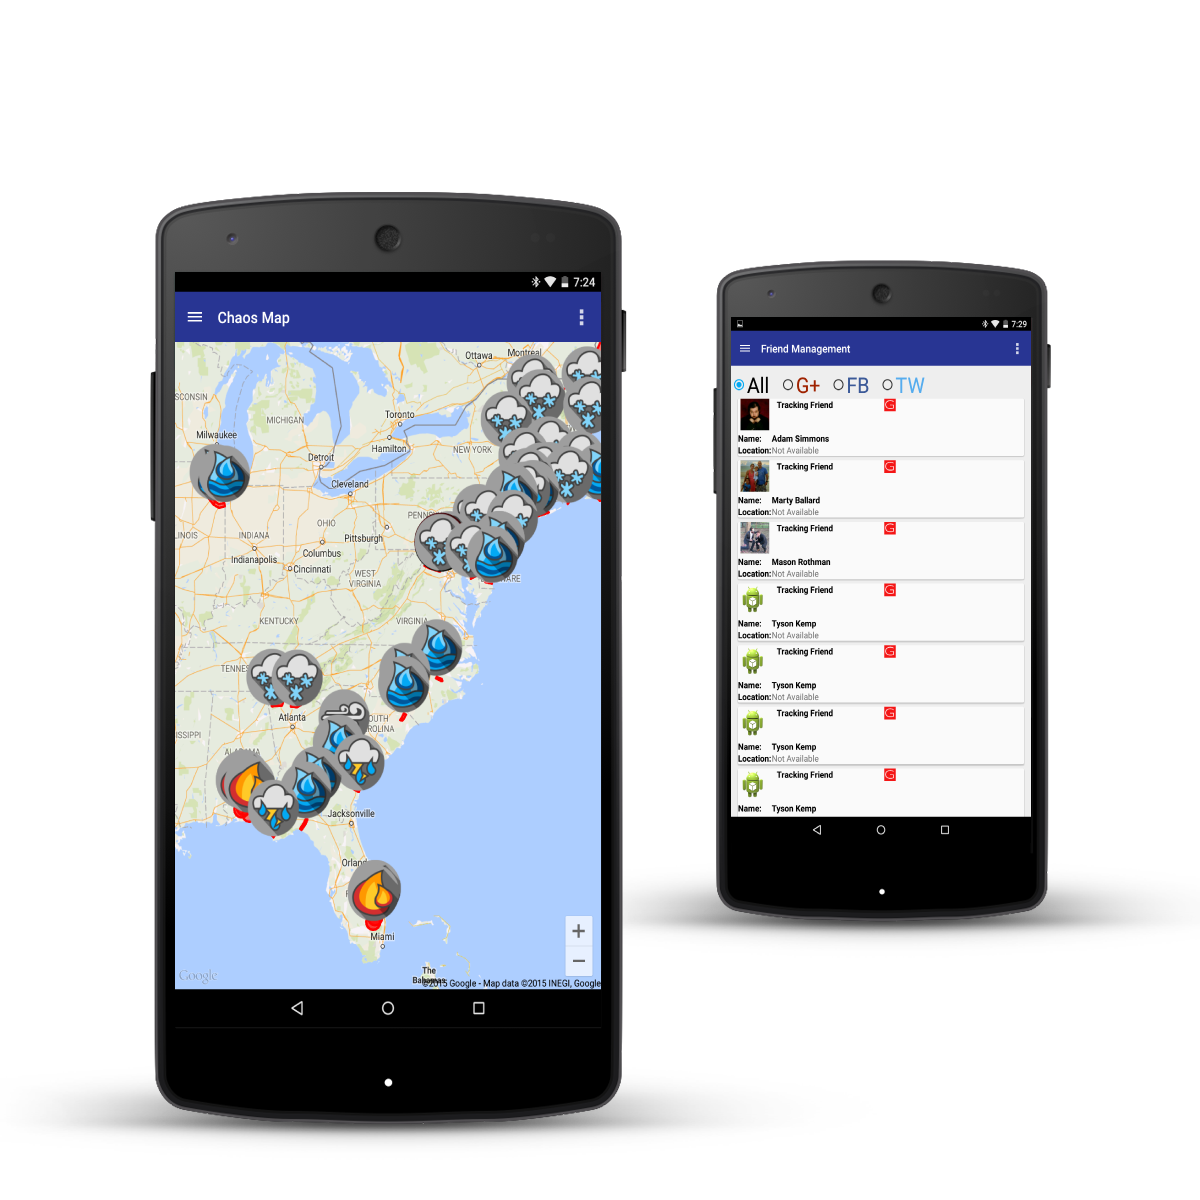 7:24
Chaos Map
Ottawa
Montreal
SCONSIN
MICHIGAN
Toronto
Milwaukee
Hamilton
NEW YORK
Detroit
Cleveland
PENNS
OHIO
INOIS
INDIANA
Pittsburgh
Columbus
Indianapolis
Cincinnati
WEST
VIRGINIA
ARE
KENTUCKY
VIRGINIA
TENNES
Atlanta
OUTH
ROLINA
SISSIPPI
ALABAMA
Jacksonville
Orland
F
Miami
The
Bahamas
Google
©2015 Google - Map data ©2015 INEGI, Google
+
−
7:29
Friend Management
All G+ FB TW
Tracking Friend G
Name: Adam Simmons
Location:Not Available
Tracking Friend G
Name: Marty Ballard
Location:Not Available
Tracking Friend G
Name: Mason Rothman
Location:Not Available
Tracking Friend G
Name: Tyson Kemp
Location:Not Available
Tracking Friend G
Name: Tyson Kemp
Location:Not Available
Tracking Friend G
Name: Tyson Kemp
Location:Not Available
Tracking Friend G
Name: Tyson Kemp